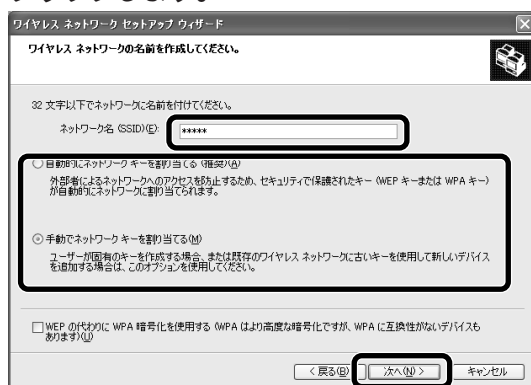 ワイヤレス ネットワーク セットアップ ウィザード
ワイヤレス ネットワークの名前を作成してください。
32 文字以下でネットワークに名前を付けてください。
ネットワーク名 (SSID)(E):
*****
自動的にネットワーク キーを割り当てる (推奨)(A)
外部者によるネットワークへのアクセスを防止するため、セキュリティで保護されたキー (WEP キーまたは WPA キー)
が自動的にネットワークに割り当てられます。
手動でネットワーク キーを割り当てる(M)
ユーザーが固有のキーを作成する場合、または既存のワイヤレス ネットワークに古いキーを使用して新しいデバイス
を追加する場合は、このオプションを使用してください。
WEP の代わりに WPA 暗号化を使用する (WPA はより高度な暗号化ですが、WPA に互換性がないデバイスも
あります)(U)
< 戻る(B)
次へ(N) >
キャンセル